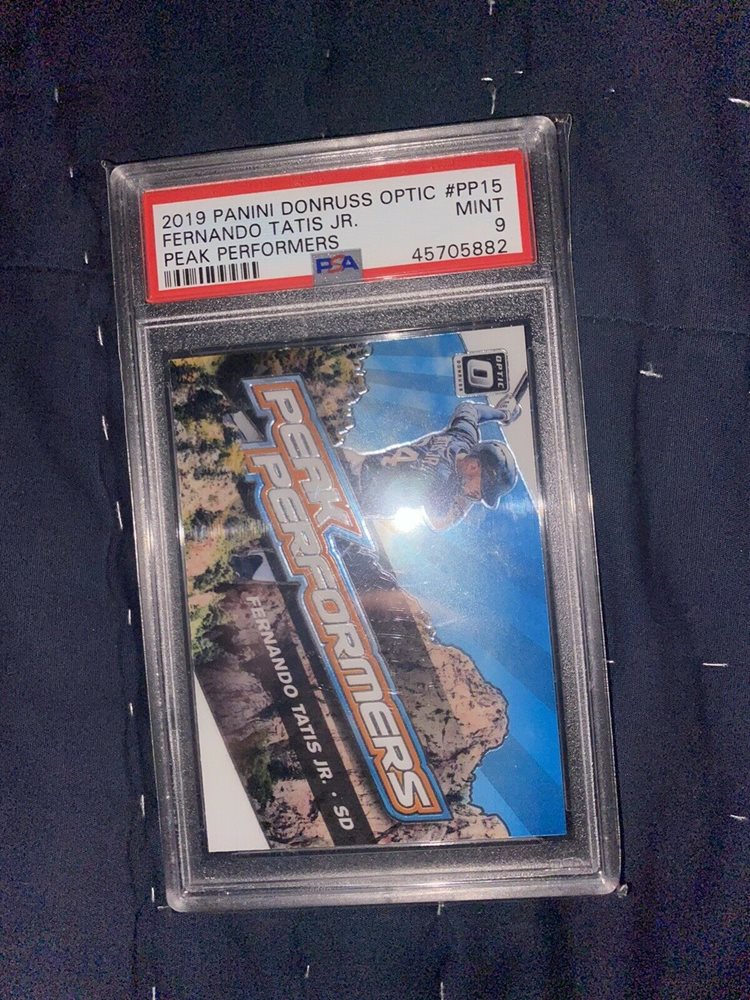 2019 PANINI DONRUSS OPTIC #PP15
FERNANDO TATIS JR. MINT
PEAK PERFORMERS 9
PSA 45705882
OPTIC
DONRUSS
PEAK
PERFORMERS
FERNANDO TATIS JR. · SD